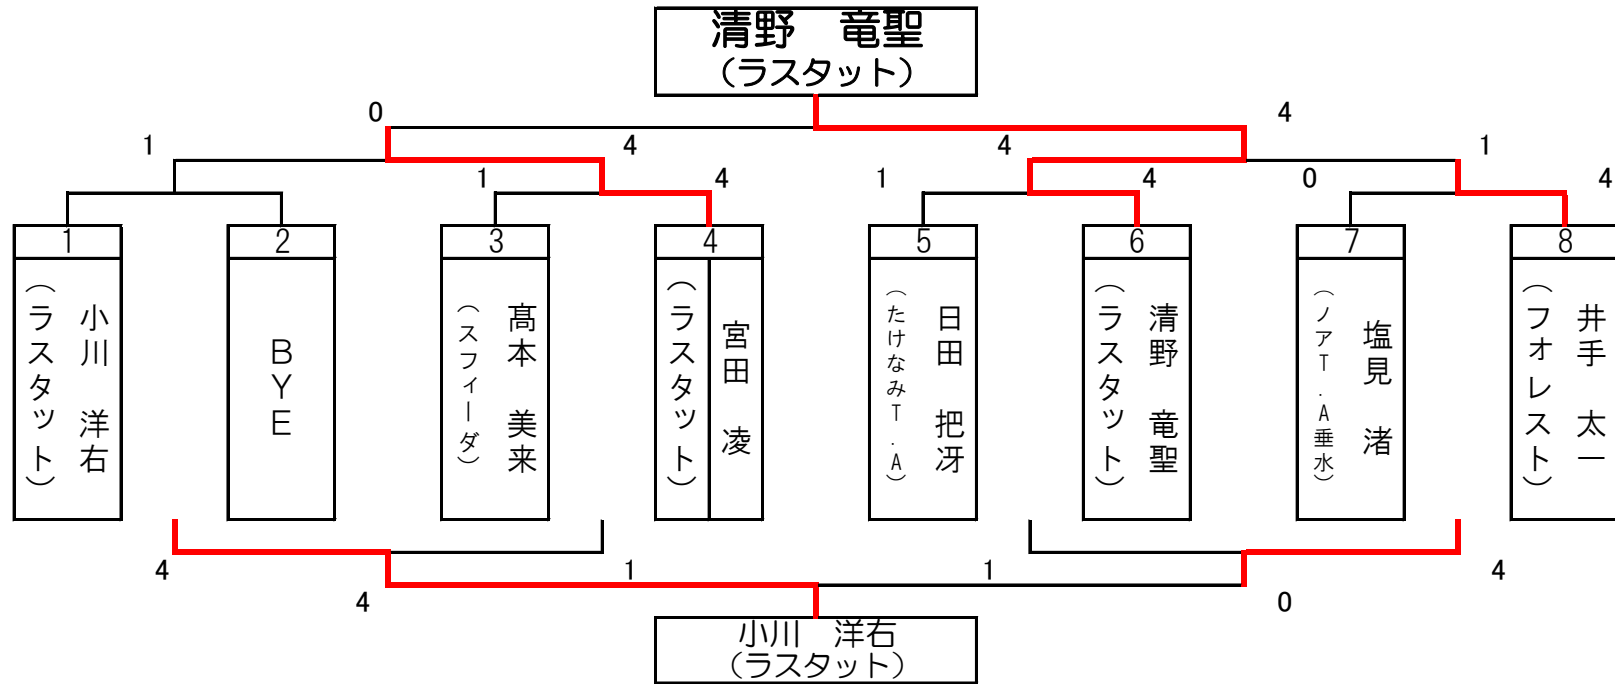 清野　竜聖
（ラスタット）
0
4
1
4
4
1
1
4
1
4
0
4
1
2
3
4
5
6
7
8
小川　洋右
（ラスタット）
BYE
髙本　美来
（スフィーダ）
宮田　凌
（ラスタット）
日田　把冴
（たけなみT.A）
清野　竜聖
（ラスタット）
塩見　渚
（ノアT.A垂水）
井手　太一
（フォレスト）
4
1
1
4
4
0
小川　洋右
（ラスタット）